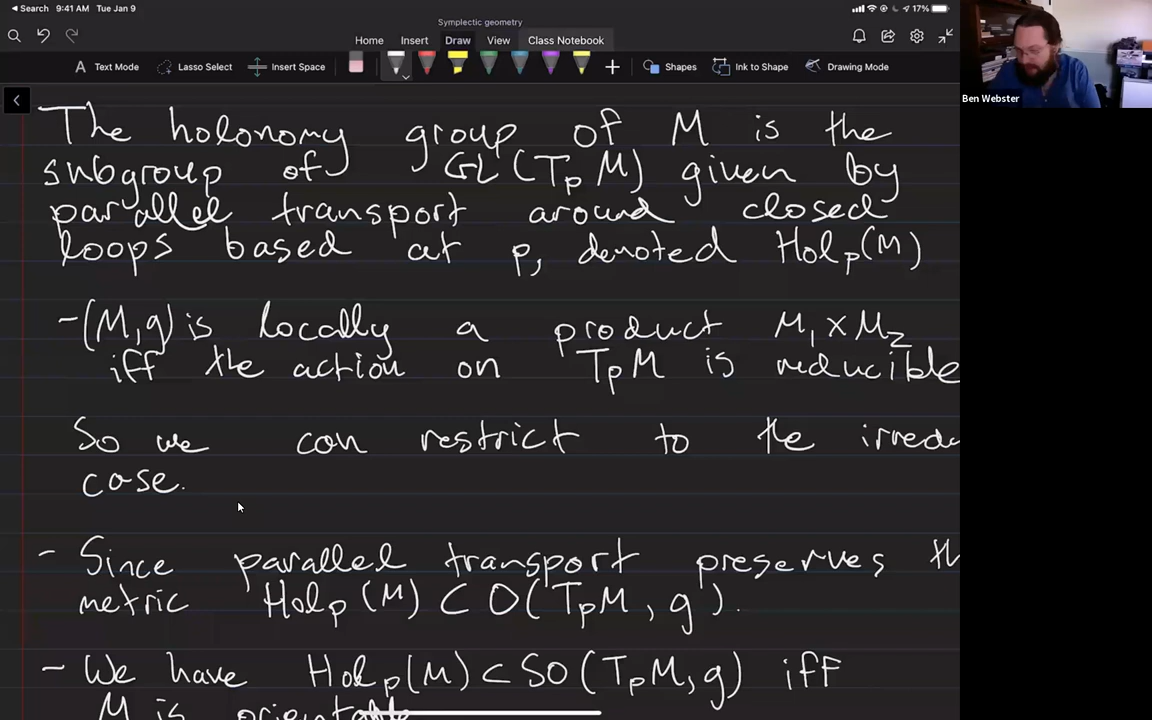 Search 9:41 AM Tue Jan 9
17%
Symplectic geometry
Home Insert Draw View Class Notebook
Text Mode Lasso Select Insert Space Shapes Ink to Shape Drawing Mode
Ben Webster
The holonomy group of M is the
subgroup of GL(TpM) given by
parallel transport around closed
loops based at p, denoted Holp(M)
-(M,g) is locally a product M₁×M₂
iff the action on TpM is reducible
So we can restrict to the irredu
case.
- Since parallel transport preserves th
metric Holp(M) ⊂ O(TpM, g).
- We have Holp(M) ⊂ SO(TpM, g) iff
M is orientable